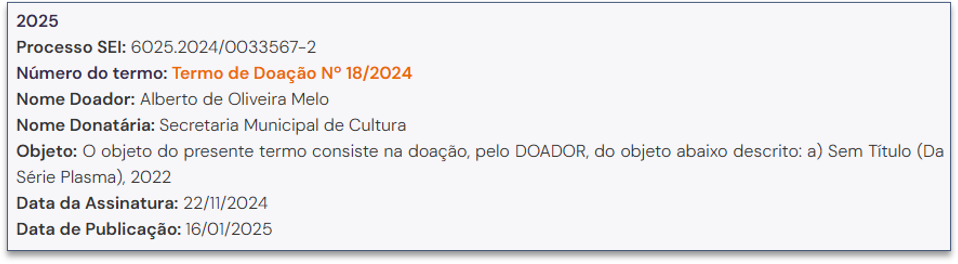 2025
Processo SEI: 6025.2024/0033567-2
Número do termo: Termo de Doação Nº 18/2024
Nome Doador: Alberto de Oliveira Melo
Nome Donatária: Secretaria Municipal de Cultura
Objeto: O objeto do presente termo consiste na doação, pelo DOADOR, do objeto abaixo descrito: a) Sem Título (Da
Série Plasma), 2022
Data da Assinatura: 22/11/2024
Data de Publicação: 16/01/2025